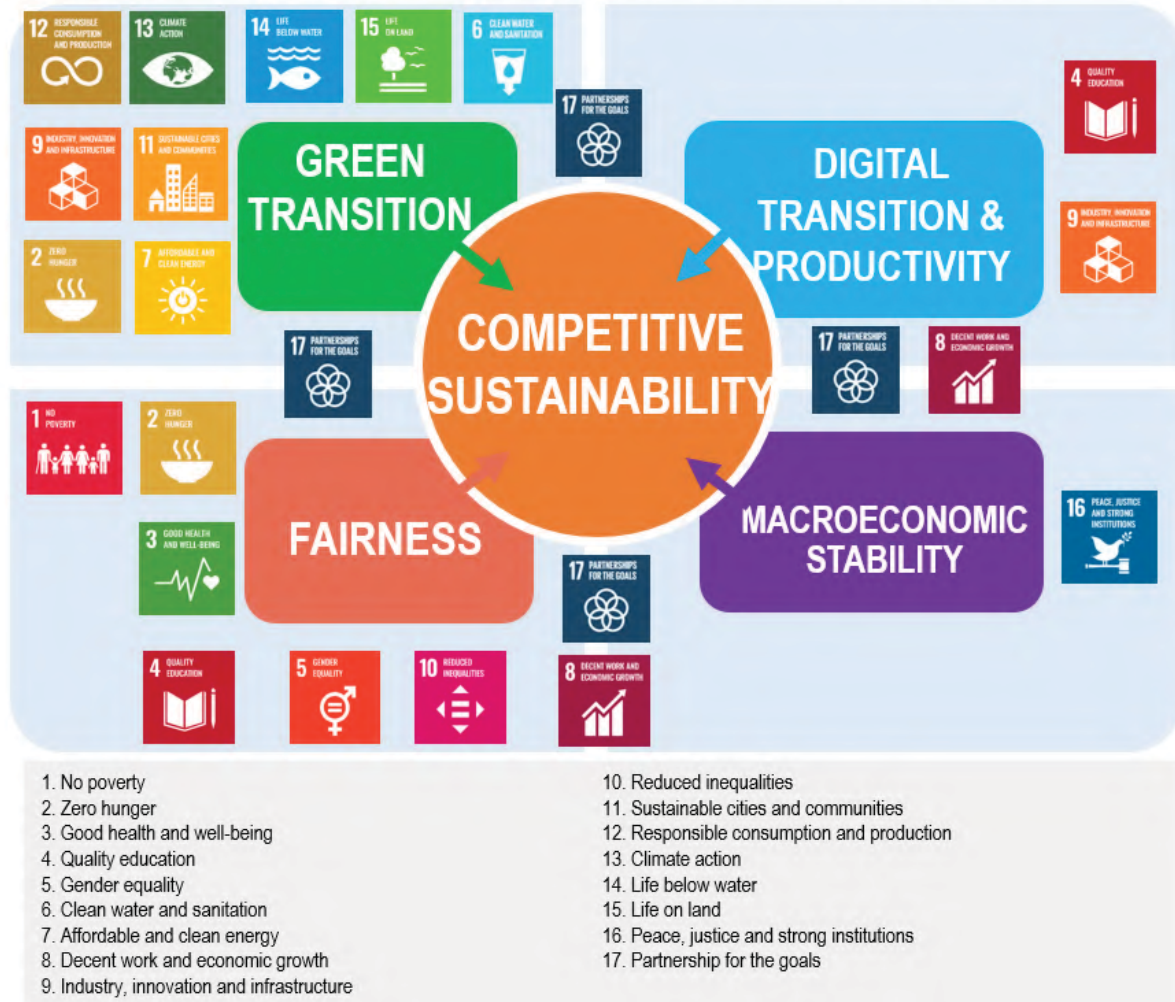 12 RESPONSIBLE
CONSUMPTION
AND PRODUCTION
13 CLIMATE
ACTION
14 LIFE
BELOW WATER
15 LIFE
ON LAND
6 CLEAN WATER
AND SANITATION
17 PARTNERSHIPS
FOR THE GOALS
4 QUALITY
EDUCATION
9 INDUSTRY, INNOVATION
AND INFRASTRUCTURE
11 SUSTAINABLE CITIES
AND COMMUNITIES
GREEN
TRANSITION
DIGITAL
TRANSITION &
PRODUCTIVITY
9 INDUSTRY, INNOVATION
AND INFRASTRUCTURE
2 ZERO
HUNGER
7 AFFORDABLE AND
CLEAN ENERGY
17 PARTNERSHIPS
FOR THE GOALS
COMPETITIVE
SUSTAINABILITY
17 PARTNERSHIPS
FOR THE GOALS
8 DECENT WORK AND
ECONOMIC GROWTH
1 NO
POVERTY
2 ZERO
HUNGER
3 GOOD HEALTH
AND WELL-BEING
FAIRNESS
MACROECONOMIC
STABILITY
16 PEACE, JUSTICE
AND STRONG
INSTITUTIONS
17 PARTNERSHIPS
FOR THE GOALS
4 QUALITY
EDUCATION
5 GENDER
EQUALITY
10 REDUCED
INEQUALITIES
8 DECENT WORK AND
ECONOMIC GROWTH
1. No poverty
2. Zero hunger
3. Good health and well-being
4. Quality education
5. Gender equality
6. Clean water and sanitation
7. Affordable and clean energy
8. Decent work and economic growth
9. Industry, innovation and infrastructure
10. Reduced inequalities
11. Sustainable cities and communities
12. Responsible consumption and production
13. Climate action
14. Life below water
15. Life on land
16. Peace, justice and strong institutions
17. Partnership for the goals